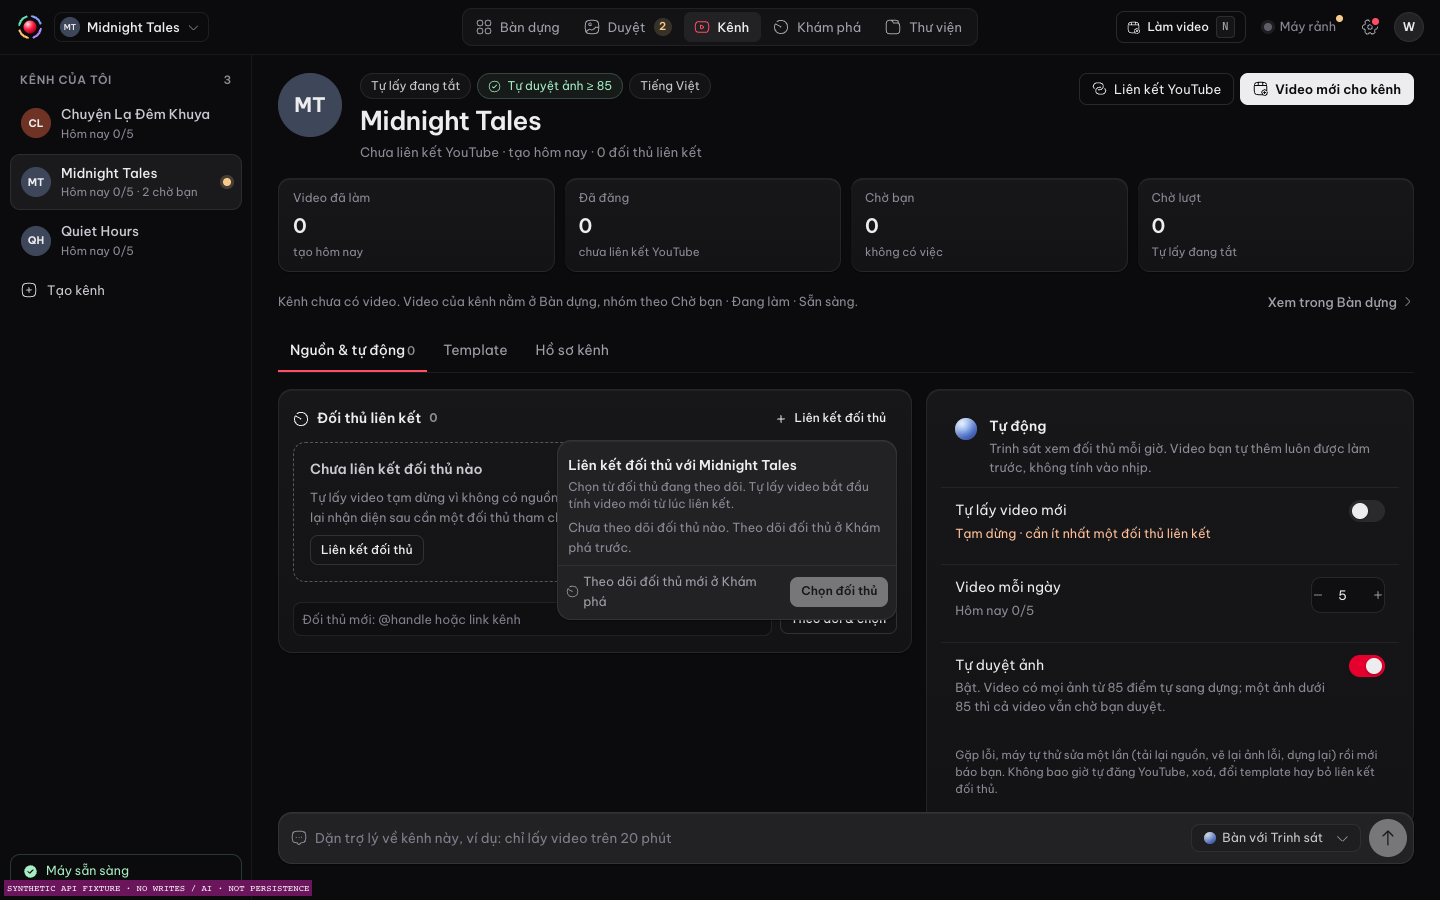 MT Midnight Tales
Bàn dựng
Duyệt 2
Kênh
Khám phá
Thư viện
Làm video N
Máy rảnh
W
KÊNH CỦA TÔI 3
CL
Chuyện Lạ Đêm Khuya
Hôm nay 0/5
MT
Midnight Tales
Hôm nay 0/5 · 2 chờ bạn
QH
Quiet Hours
Hôm nay 0/5
Tạo kênh
Máy sẵn sàng
SYNTHETIC API FIXTURE · NO WRITES / AI · NOT PERSISTENCE
MT
Tự lấy đang tắt
Tự duyệt ảnh ≥ 85
Tiếng Việt
Midnight Tales
Chưa liên kết YouTube · tạo hôm nay · 0 đối thủ liên kết
Liên kết YouTube
Video mới cho kênh
Video đã làm
0
tạo hôm nay
Đã đăng
0
chưa liên kết YouTube
Chờ bạn
0
không có việc
Chờ lượt
0
Tự lấy đang tắt
Kênh chưa có video. Video của kênh nằm ở Bàn dựng, nhóm theo Chờ bạn · Đang làm · Sẵn sàng.
Xem trong Bàn dựng
Nguồn & tự động 0
Template
Hồ sơ kênh
Đối thủ liên kết 0
+ Liên kết đối thủ
Chưa liên kết đối thủ nào
Tự lấy video tạm dừng vì không có nguồn
lại nhận diện sau cần một đối thủ tham
Liên kết đối thủ
Đối thủ mới: @handle hoặc link kênh
Theo dõi & chọn
Liên kết đối thủ với Midnight Tales
Chọn từ đối thủ đang theo dõi. Tự lấy video bắt đầu
tính video mới từ lúc liên kết.
Chưa theo dõi đối thủ nào. Theo dõi đối thủ ở Khám
phá trước.
Theo dõi đối thủ mới ở Khám
phá
Chọn đối thủ
Tự động
Trinh sát xem đối thủ mỗi giờ. Video bạn tự thêm luôn được làm
trước, không tính vào nhịp.
Tự lấy video mới
Tạm dừng · cần ít nhất một đối thủ liên kết
Video mỗi ngày
Hôm nay 0/5
− 5 +
Tự duyệt ảnh
Bật. Video có mọi ảnh từ 85 điểm tự sang dựng; một ảnh dưới
85 thì cả video vẫn chờ bạn duyệt.
Gặp lỗi, máy tự thử sửa một lần (tải lại nguồn, vẽ lại ảnh lỗi, dựng lại) rồi mới
báo bạn. Không bao giờ tự đăng YouTube, xoá, đổi template hay bỏ liên kết
đối thủ.
Dặn trợ lý về kênh này, ví dụ: chỉ lấy video trên 20 phút
Bàn với Trinh sát